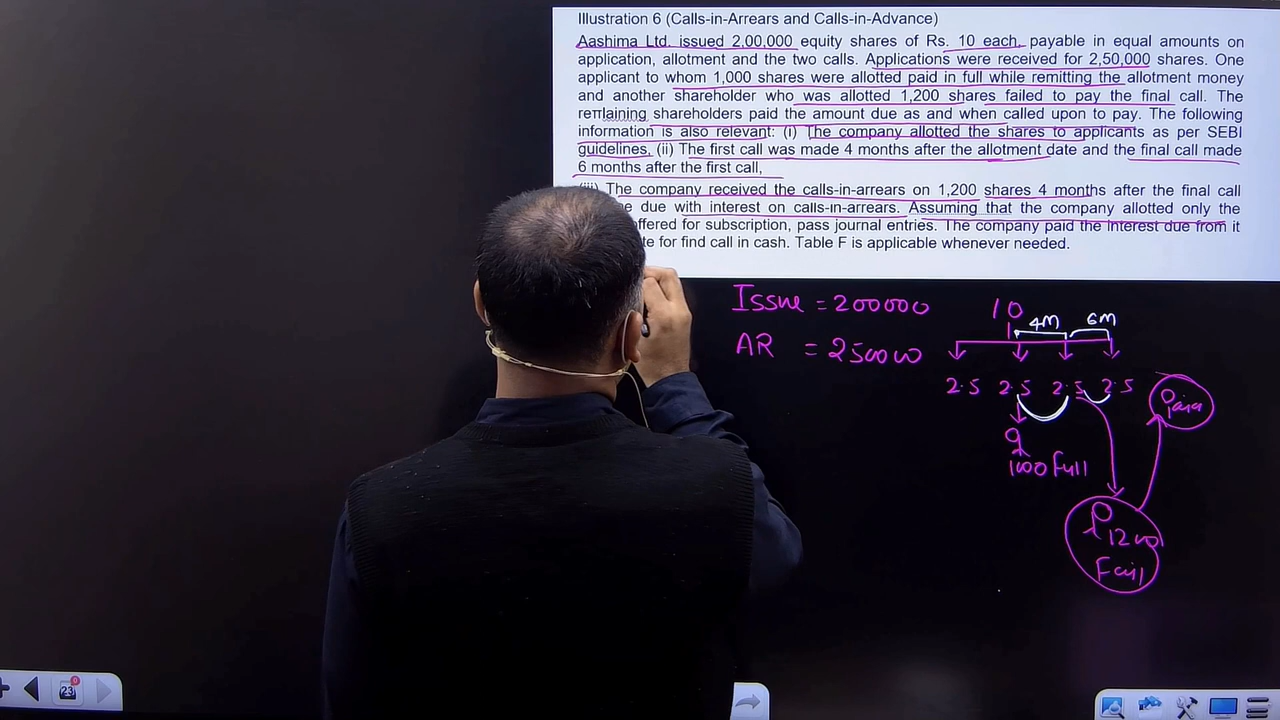 Illustration 6 (Calls-in-Arrears and Calls-in-Advance)
Aashima Ltd. issued 2,00,000 equity shares of Rs. 10 each, payable in equal amounts on
application, allotment and the two calls. Applications were received for 2,50,000 shares. One
applicant to whom 1,000 shares were allotted paid in full while remitting the allotment money
and another shareholder who was allotted 1,200 shares failed to pay the final call. The
remaining shareholders paid the amount due as and when called upon to pay. The following
information is also relevant: (i) The company allotted the shares to applicants as per SEBI
guidelines, (ii) The first call was made 4 months after the allotment date and the final call made
6 months after the first call,
The company received the calls-in-arrears on 1,200 shares 4 months after the final call
due with interest on calls-in-arrears. Assuming that the company allotted only the
offered for subscription, pass journal entries. The company paid the interest due from it
for find call in cash. Table F is applicable whenever needed.
Issue = 200000
AR = 250000
10
4M 6M
2.5 2.5 2.5 2.5
Paid
1000 Full
1200
Fail
23
0